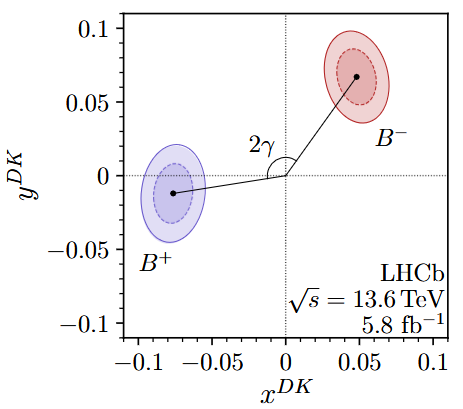 0.1
0.05
0
−0.05
−0.1
y^{DK}
2γ
B⁻
B⁺
LHCb
√s = 13.6 TeV
5.8 fb⁻¹
−0.1 −0.05 0 0.05 0.1
x^{DK}